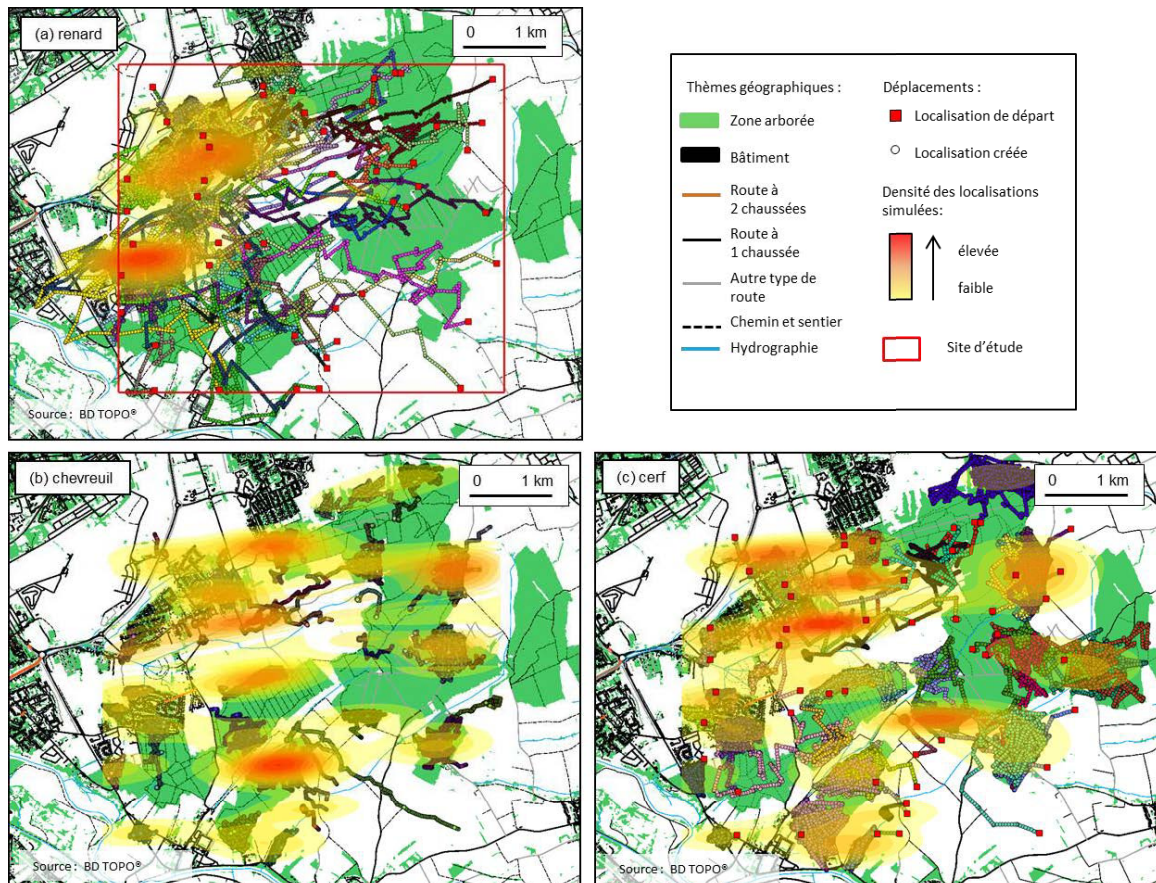 (a) renard
0 1 km
Source : BD TOPO®
Thèmes géographiques :
Zone arborée
Bâtiment
Route à
2 chaussées
Route à
1 chaussée
Autre type de
route
Chemin et sentier
Hydrographie
Déplacements :
Localisation de départ
Localisation créée
Densité des localisations
simulées:
élevée
faible
Site d'étude
(b) chevreuil
0 1 km
Source : BD TOPO®
(c) cerf
0 1 km
Source : BD TOPO®